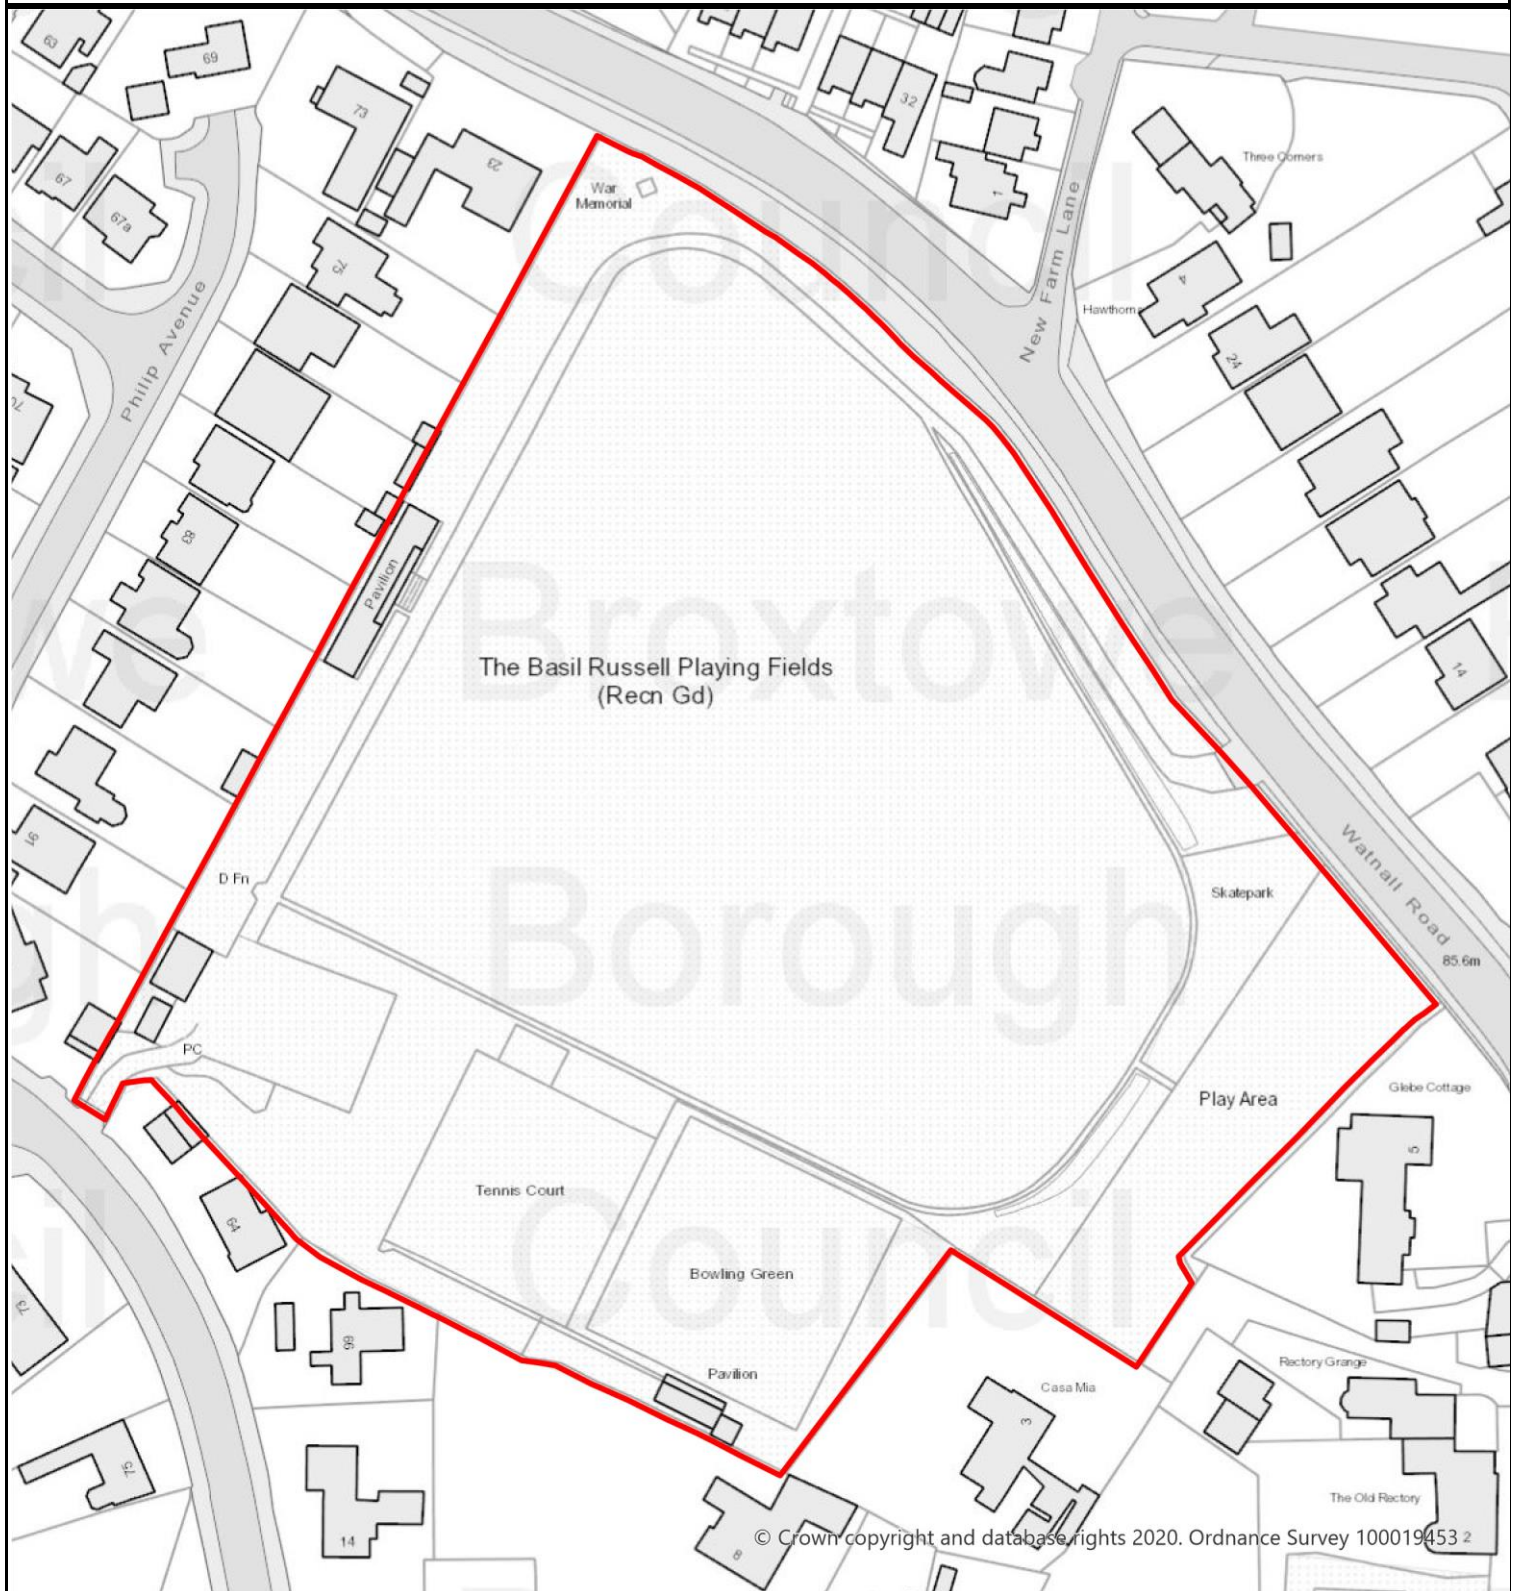 63
69
73
23
32
1
67
67a
75
War
Memorial
Three Corners
4
Hawthorns
New Farm Lane
Philip Avenue
24
70
83
Pavilion
The Basil Russell Playing Fields
(Recn Gd)
14
91
D Fn
Skatepark
Watnall Road
85.6m
PC
Play Area
Glebe Cottage
5
Tennis Court
64
Bowling Green
73
66
Pavilion
Casa Mia
3
Rectory Grange
75
14
8
The Old Rectory
2
Council
Broxtowe
Borough
Council
© Crown copyright and database rights 2020. Ordnance Survey 100019453